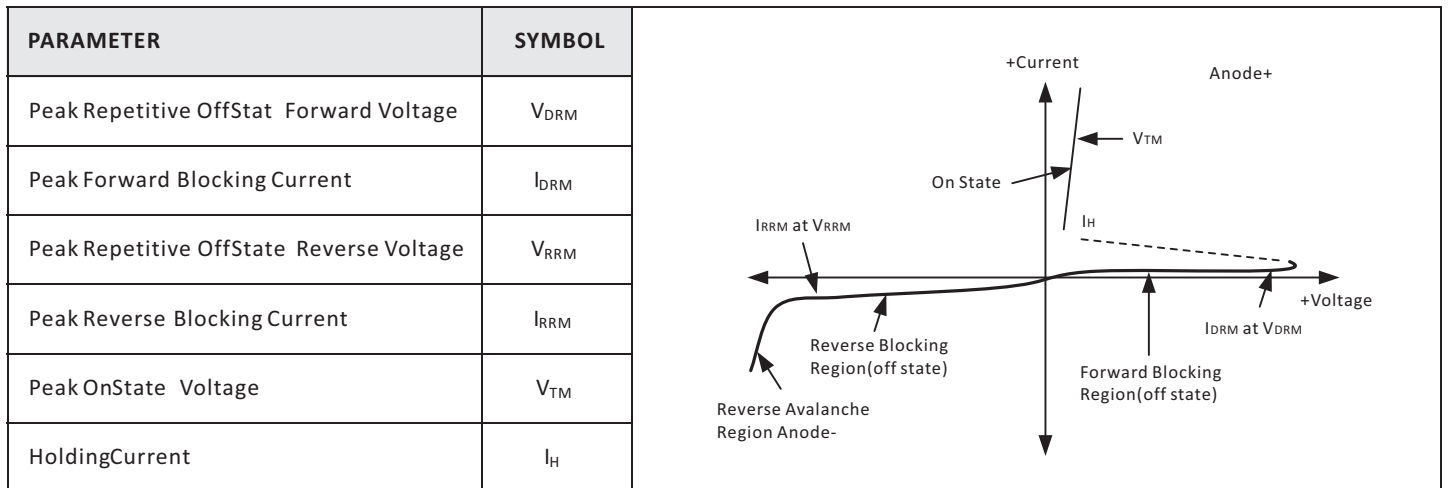 PARAMETER SYMBOL
Peak Repetitive OffStat Forward Voltage VDRM
Peak Forward Blocking Current IDRM
Peak Repetitive OffState Reverse Voltage VRRM
Peak Reverse Blocking Current IRRM
Peak OnState Voltage VTM
HoldingCurrent IH
+Current
Anode+
VTM
On State
IH
IRRM at VRRM
+Voltage
IDRM at VDRM
Reverse Blocking
Region(off state)
Forward Blocking
Region(off state)
Reverse Avalanche
Region Anode-